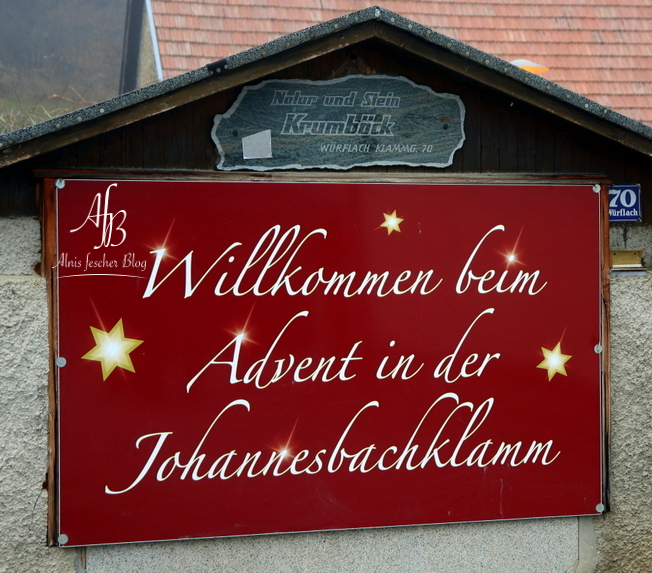 Natur und Stein
Krumböck
WÜRFLACH KLAMMG. 70
70
Würflach
AfB
Alnis fescher Blog
Willkommen beim
Advent in der
Johannesbachklamm